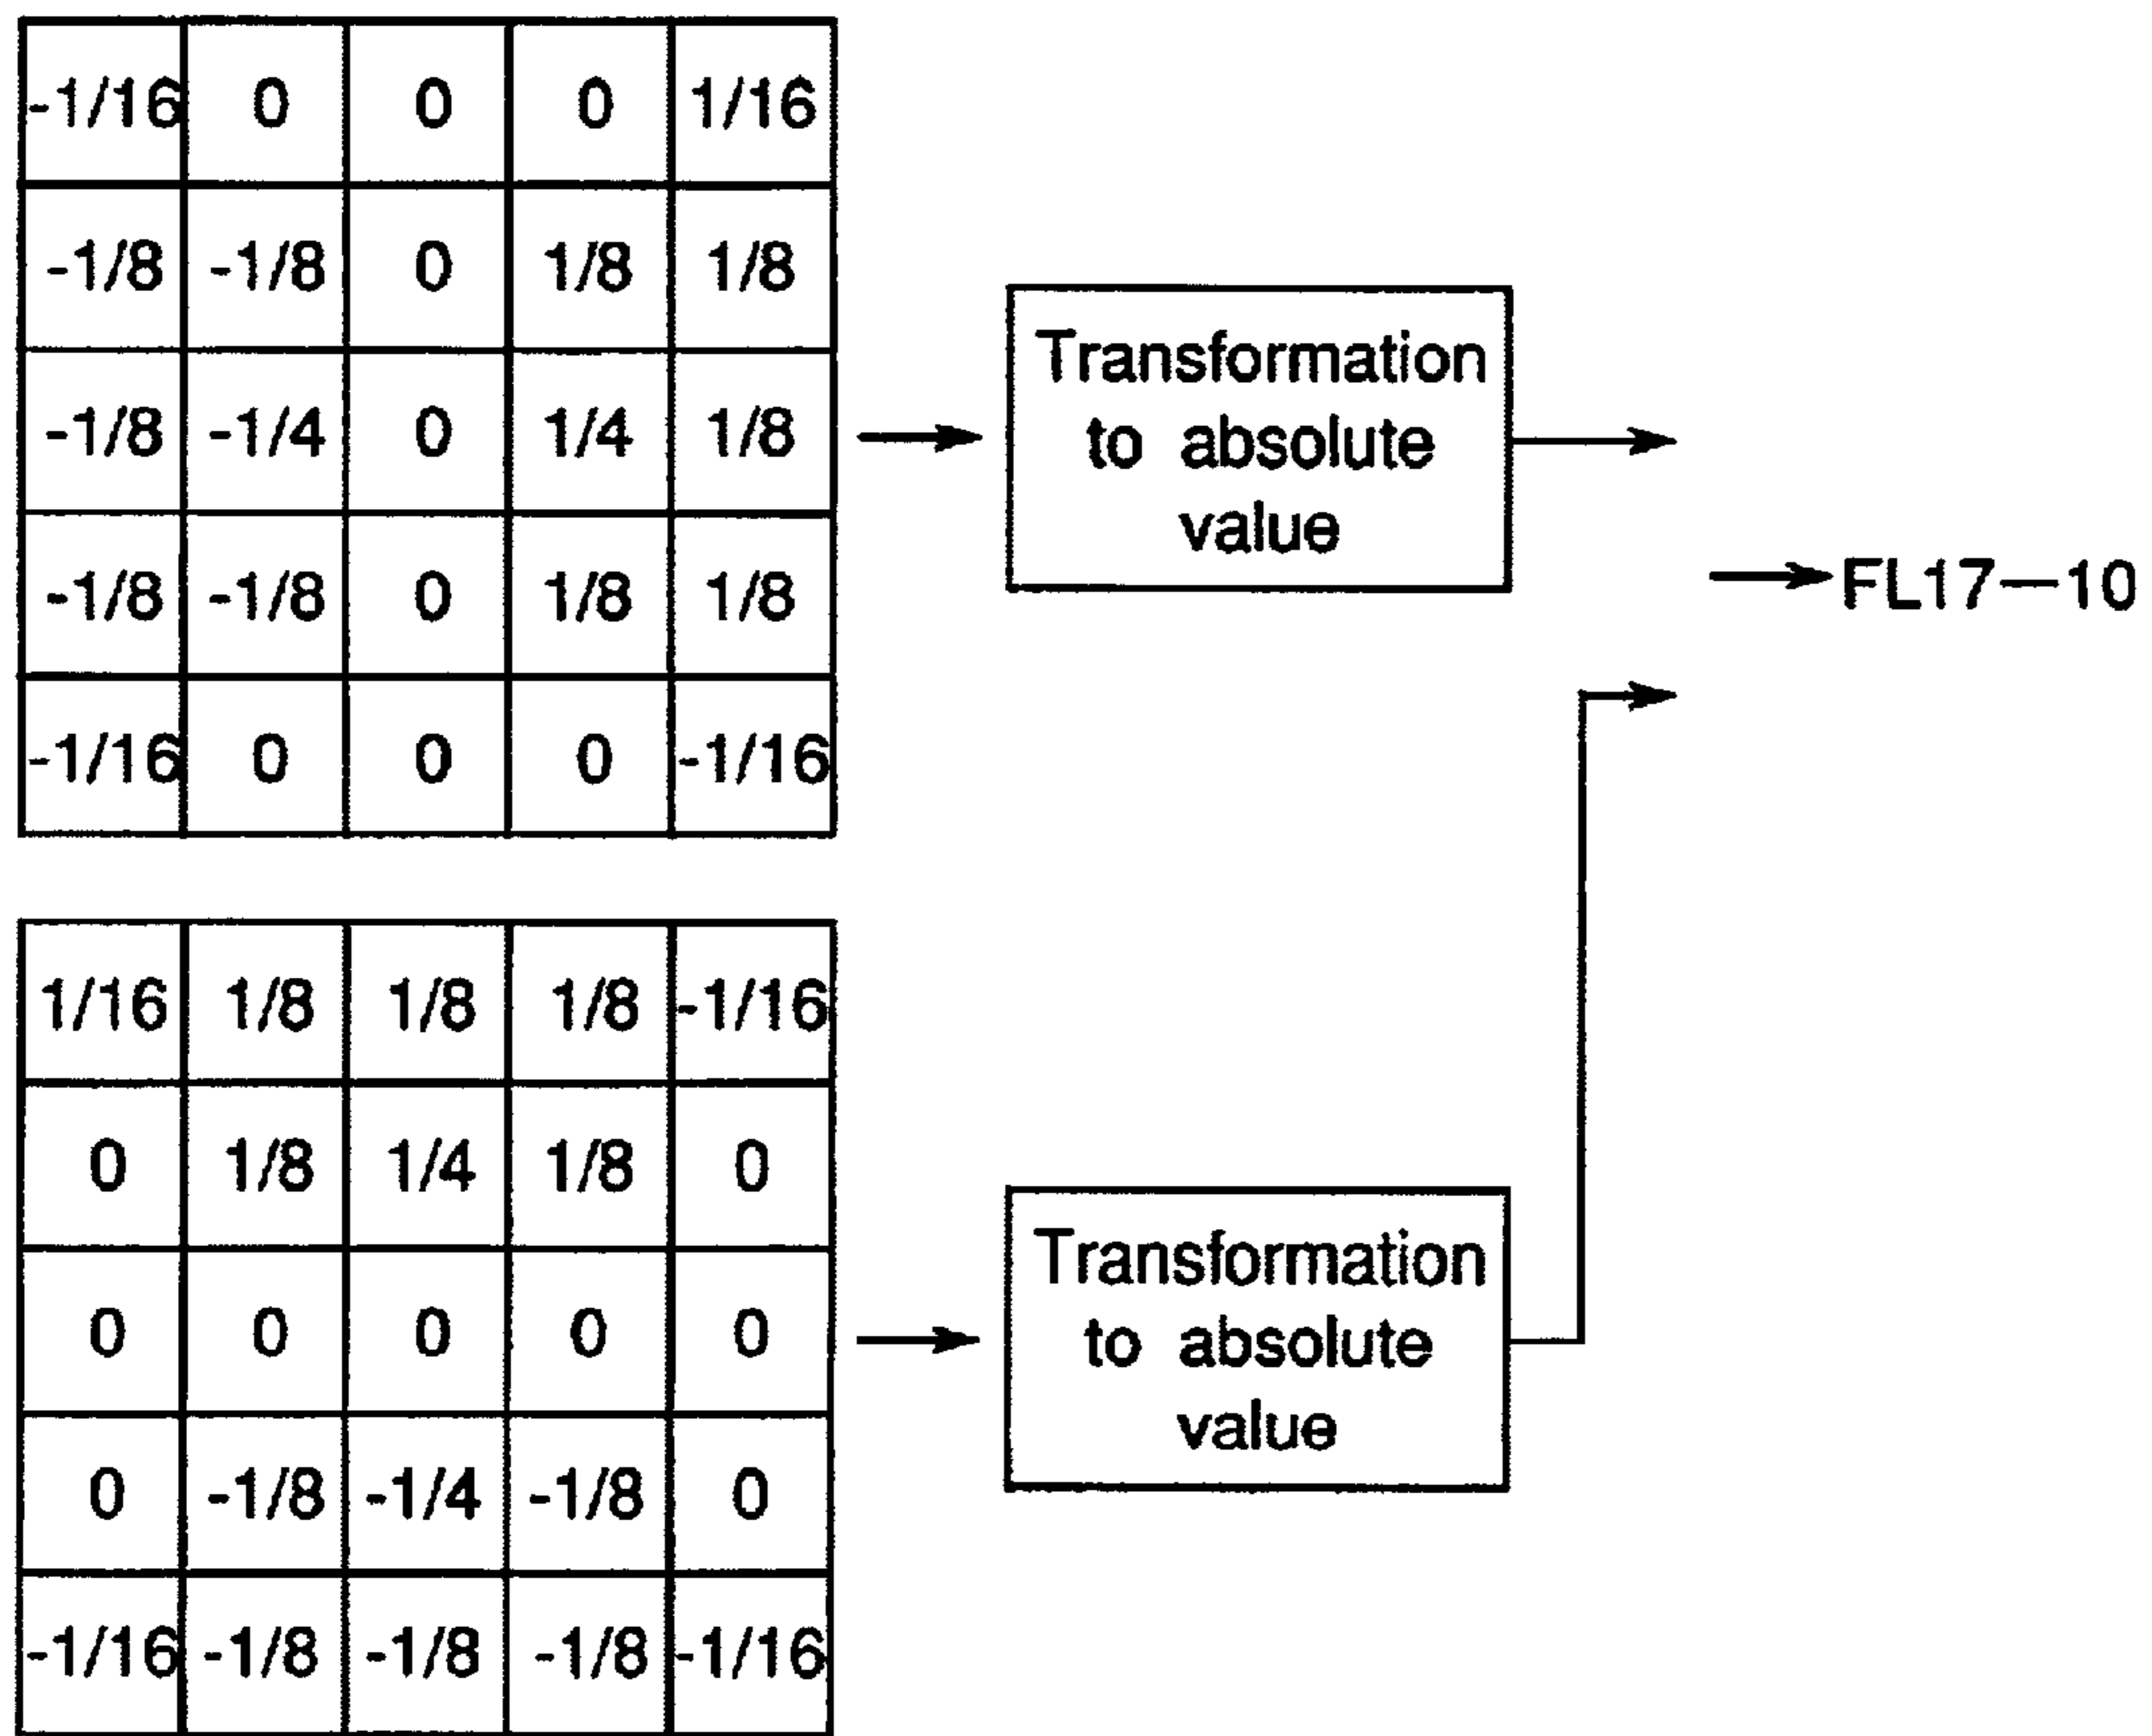 -1/16 0 0 0 1/16
-1/8 -1/8 0 1/8 1/8
-1/8 -1/4 0 1/4 1/8
-1/8 -1/8 0 1/8 1/8
-1/16 0 0 0 -1/16
Transformation
to absolute
value
FL17—10
1/16 1/8 1/8 1/8 -1/16
0 1/8 1/4 1/8 0
0 0 0 0 0
0 -1/8 -1/4 -1/8 0
-1/16 -1/8 -1/8 -1/8 -1/16
Transformation
to absolute
value